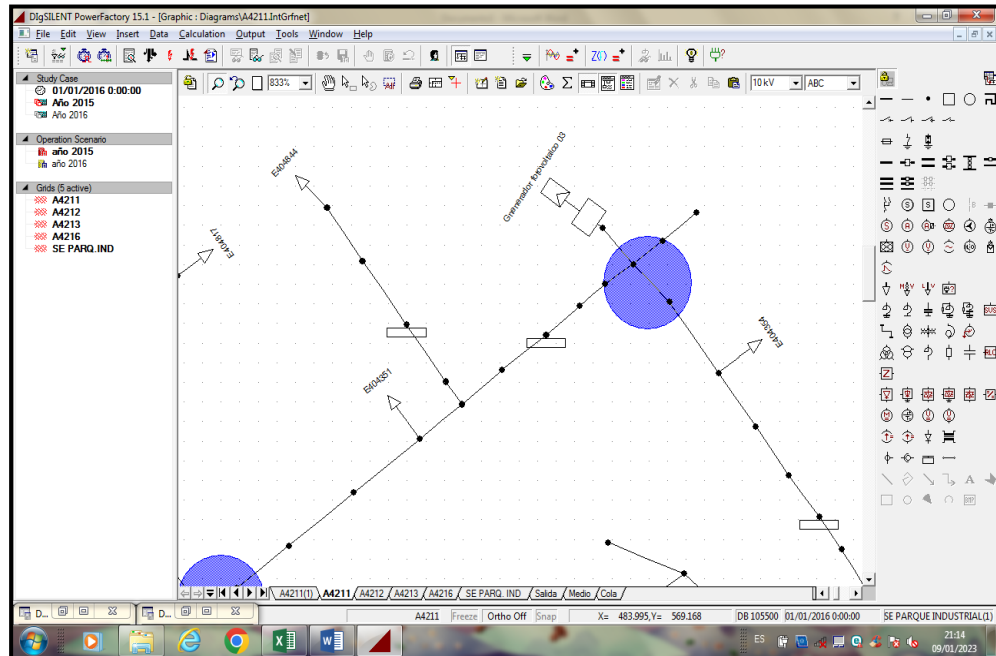 DIgSILENT PowerFactory 15.1 - [Graphic : Diagrams\A4211.IntGrfnet]
File Edit View Insert Data Calculation Output Tools Window Help
833%
10 kV
ABC
Study Case
01/01/2016 0:00:00
Año 2015
Año 2016
Operation Scenario
año 2015
año 2016
Grids (5 active)
A4211
A4212
A4213
A4216
SE PARQ.IND
E404844
E404817
E404351
E404364
A4211(1) A4211 A4212 A4213 A4216 SE PARQ. IND Salida Medio Cola
D... D...
A4211 Freeze Ortho Off Snap X= 483.995,Y= 569.168 DB 105500 01/01/2016 0:00:00 SE PARQUE INDUSTRIAL(1)
ES
21:14
09/01/2023